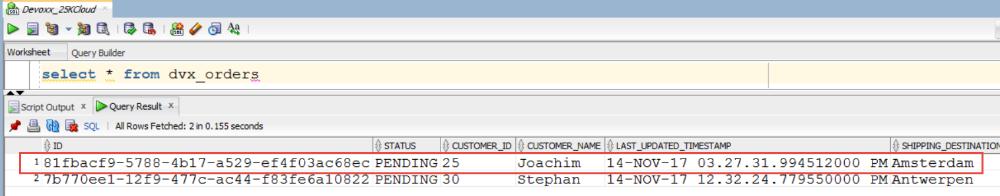 Devoxx_25KCloud
Worksheet Query Builder
select * from dvx_orders
Script Output x Query Result x
SQL | All Rows Fetched: 2 in 0.155 seconds
ID STATUS CUSTOMER_ID CUSTOMER_NAME LAST_UPDATED_TIMESTAMP SHIPPING_DESTINATION
1 81fbacf9-5788-4b17-a529-ef4f03ac68ec PENDING 25 Joachim 14-NOV-17 03.27.31.994512000 PM Amsterdam
2 7b770ee1-12f9-477c-ac44-f83fe6a10822 PENDING 30 Stephan 14-NOV-17 12.32.24.779550000 PM Antwerpen